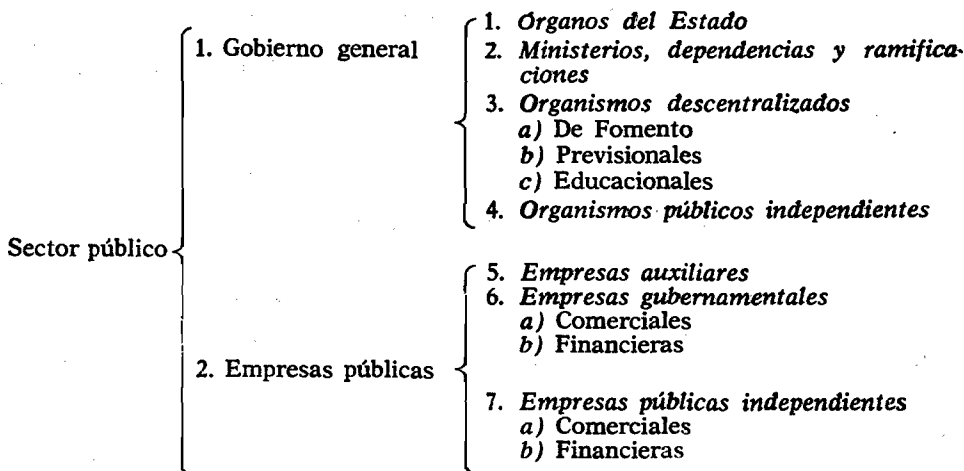 Sector público
1. Gobierno general
1. Órganos del Estado
2. Ministerios, dependencias y ramifica-
ciones
3. Organismos descentralizados
a) De Fomento
b) Previsionales
c) Educacionales
4. Organismos públicos independientes
2. Empresas públicas
5. Empresas auxiliares
6. Empresas gubernamentales
a) Comerciales
b) Financieras
7. Empresas públicas independientes
a) Comerciales
b) Financieras